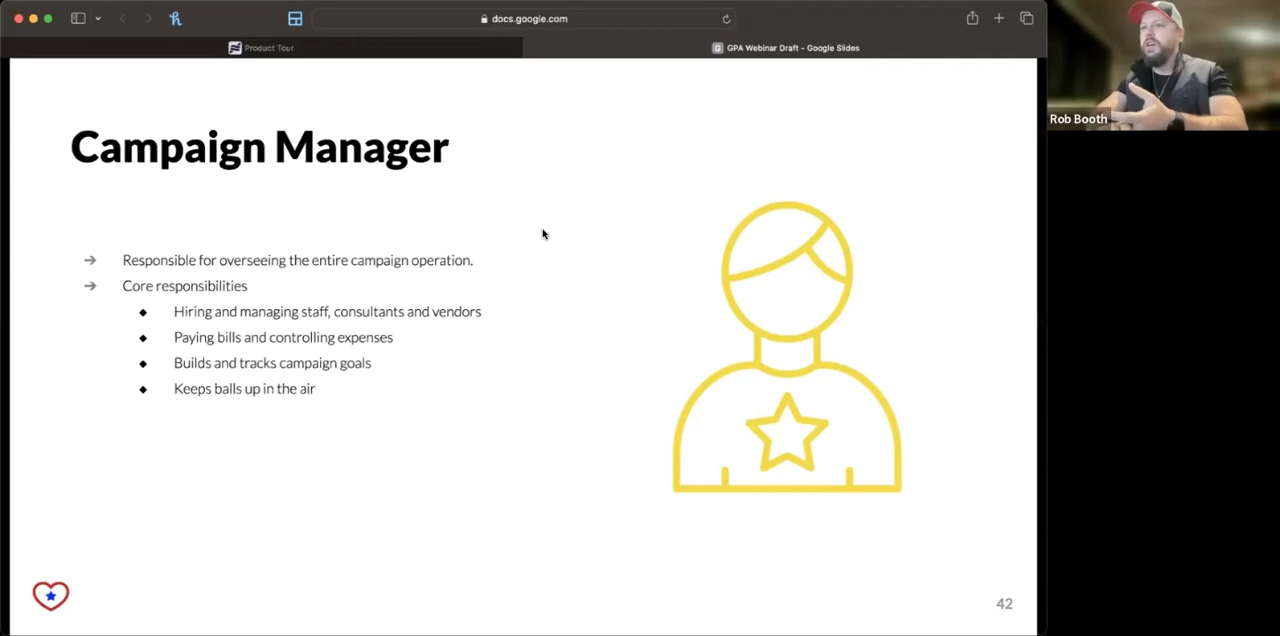 docs.google.com
Product Tour
GPA Webinar Draft - Google Slides
Rob Booth
Campaign Manager
Responsible for overseeing the entire campaign operation.
Core responsibilities
Hiring and managing staff, consultants and vendors
Paying bills and controlling expenses
Builds and tracks campaign goals
Keeps balls up in the air
42